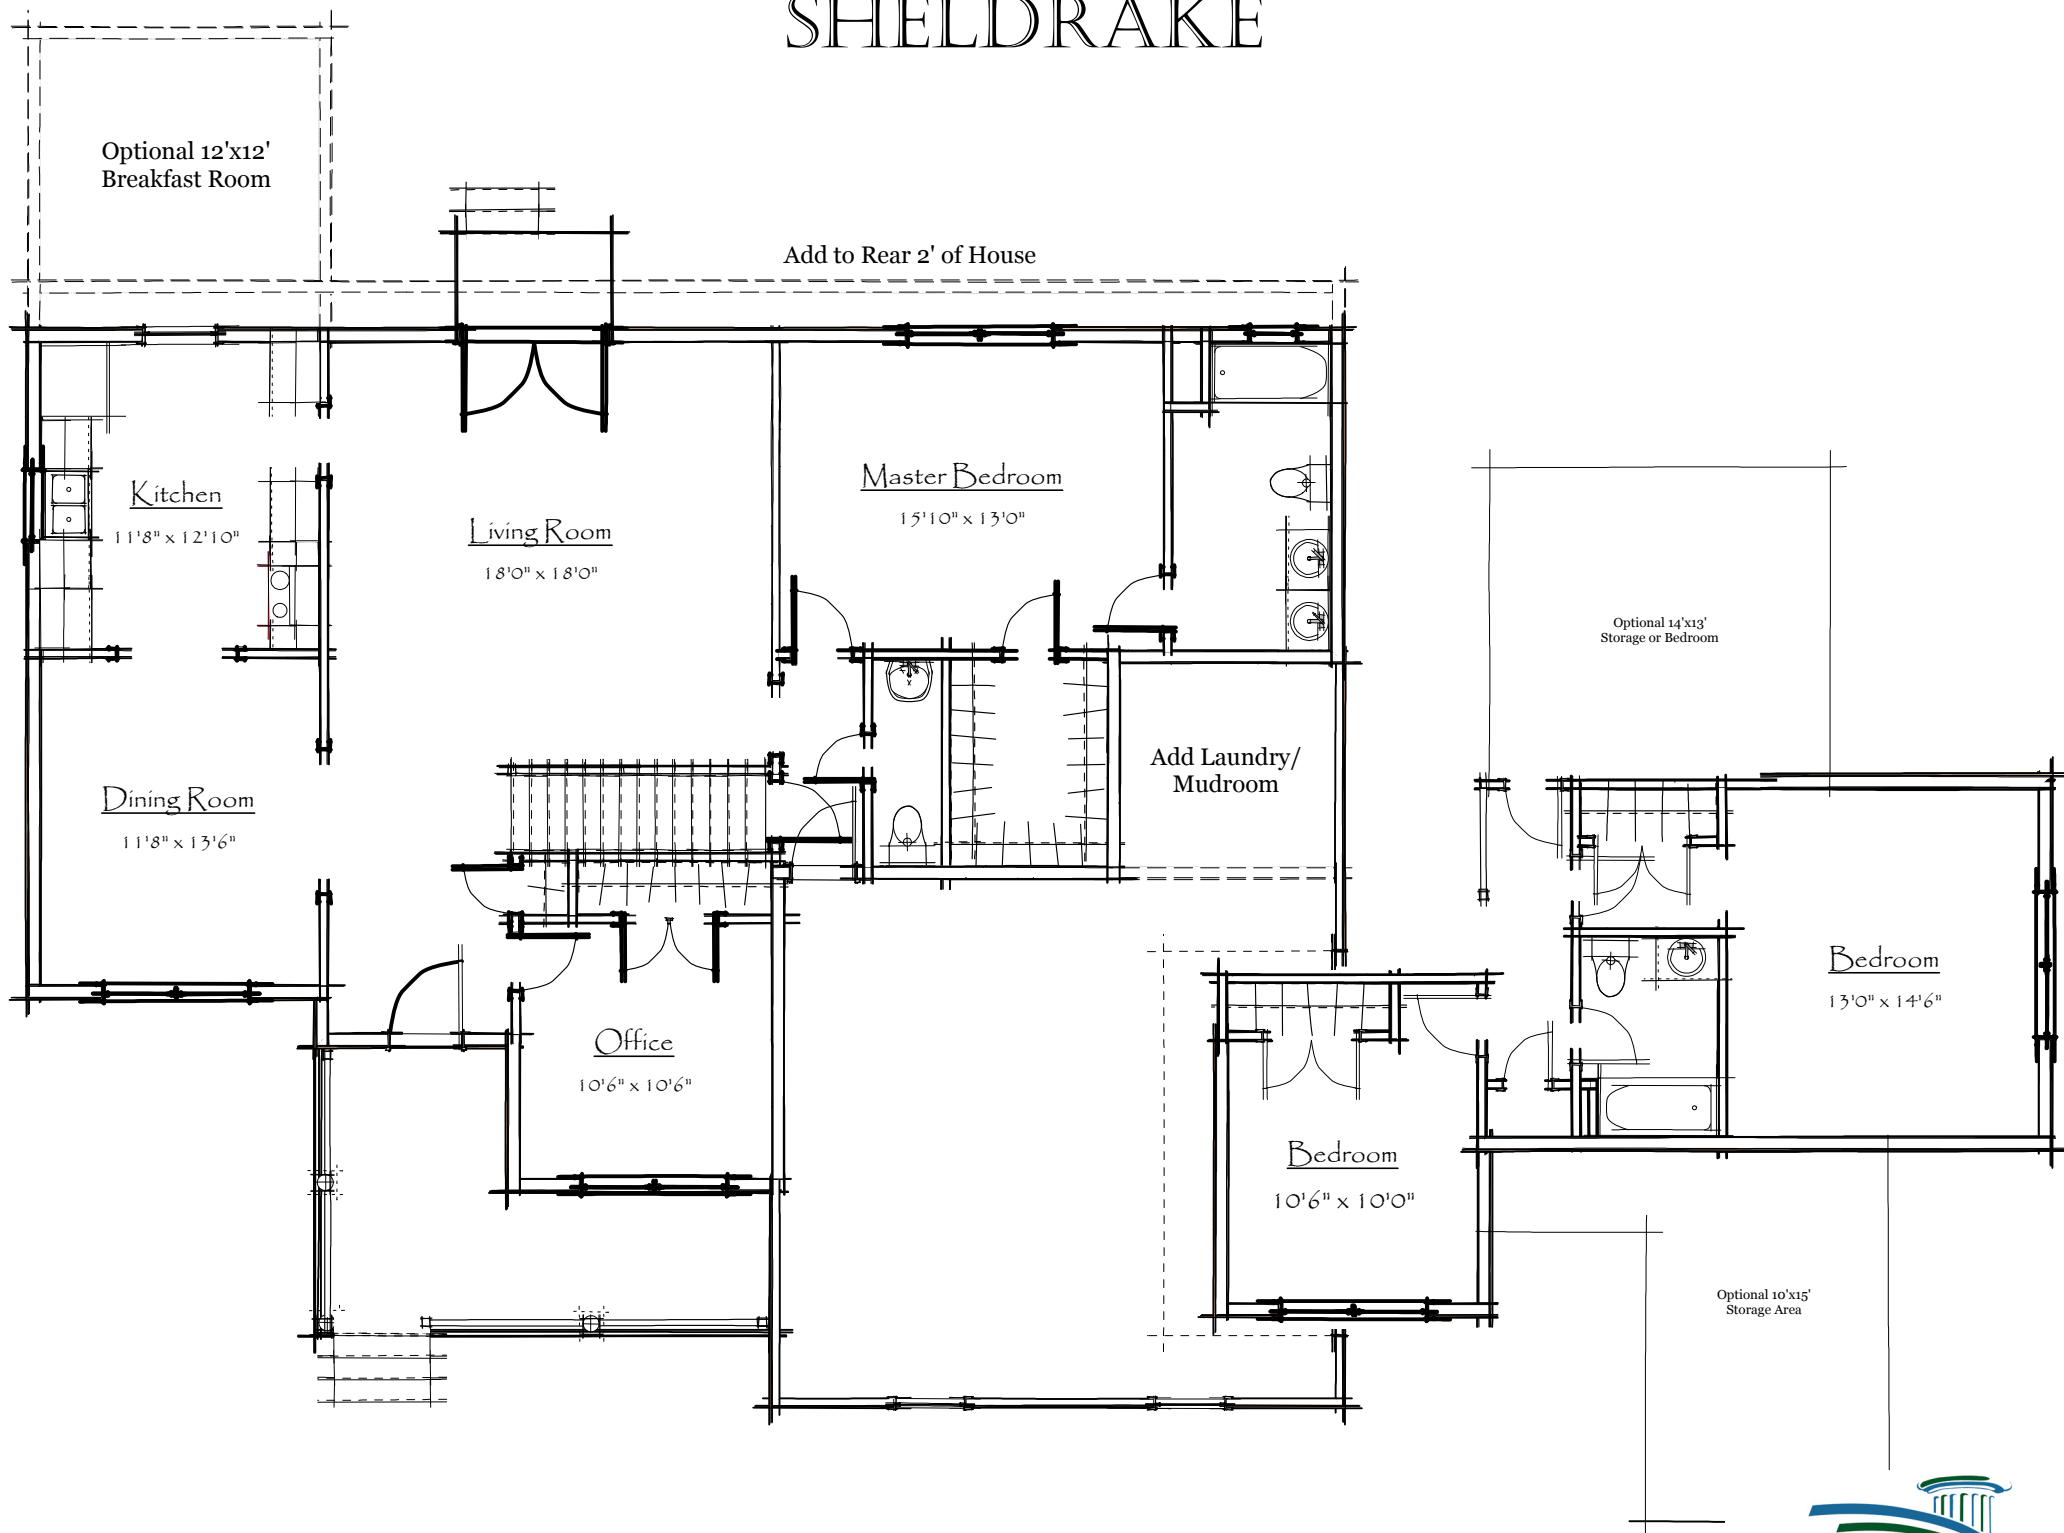 SHELDRAKE
Optional 12'x12'
Breakfast Room
Add to Rear 2' of House
Kitchen
11'8" x 12'10"
Living Room
18'0" x 18'0"
Master Bedroom
15'10" x 13'0"
Optional 14'x13'
Storage or Bedroom
Add Laundry/
Mudroom
Dining Room
11'8" x 13'6"
Bedroom
13'0" x 14'6"
Office
10'6" x 10'6"
Bedroom
10'6" x 10'0"
Optional 10'x15'
Storage Area